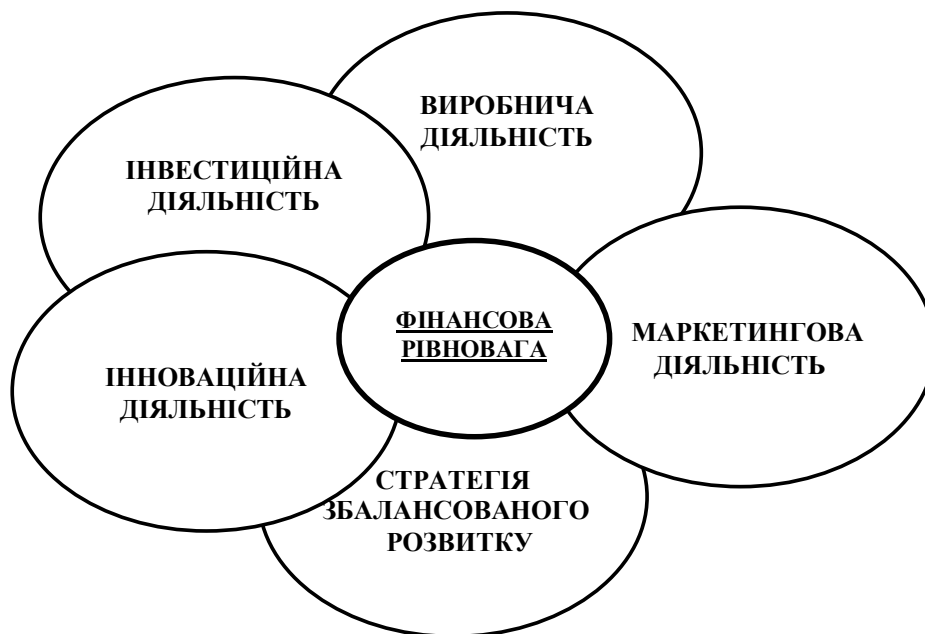 ВИРОБНИЧА
ДІЯЛЬНІСТЬ
ІНВЕСТИЦІЙНА
ДІЯЛЬНІСТЬ
ФІНАНСОВА
РІВНОВАГА
МАРКЕТИНГОВА
ДІЯЛЬНІСТЬ
ІННОВАЦІЙНА
ДІЯЛЬНІСТЬ
СТРАТЕГІЯ
ЗБАЛАНСОВАНОГО
РОЗВИТКУ